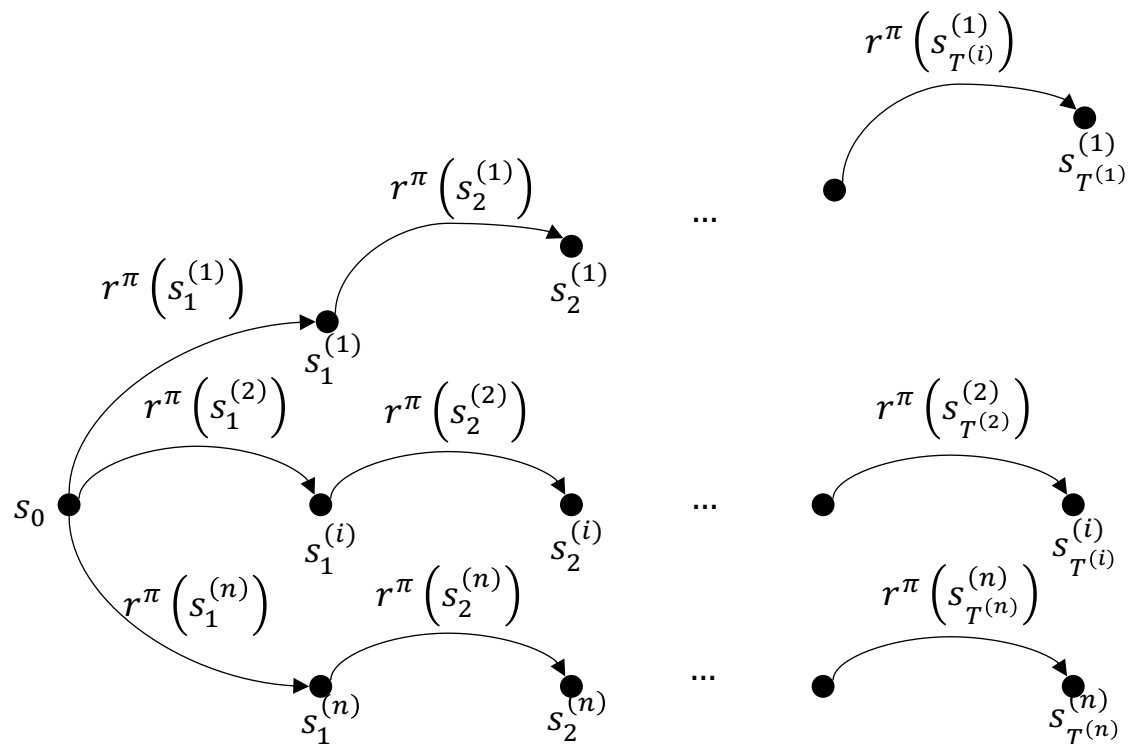 r^π(s_{T^{(i)}}^{(1)})
s_{T^{(1)}}^{(1)}
r^π(s_2^{(1)})
...
s_2^{(1)}
r^π(s_1^{(1)})
s_1^{(1)}
r^π(s_1^{(2)}) r^π(s_2^{(2)}) r^π(s_{T^{(2)}}^{(2)})
s_0 ...
s_1^{(i)} s_2^{(i)} s_{T^{(i)}}^{(i)}
r^π(s_1^{(n)}) r^π(s_2^{(n)}) r^π(s_{T^{(n)}}^{(n)})
...
s_1^{(n)} s_2^{(n)} s_{T^{(n)}}^{(n)}